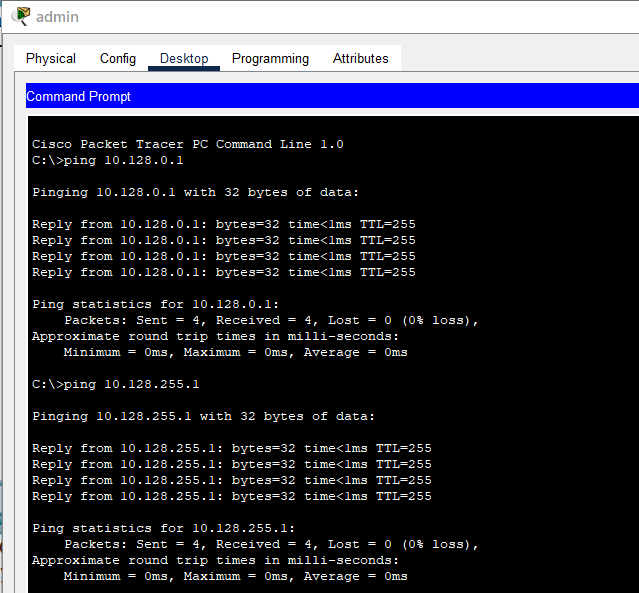 admin
Physical Config Desktop Programming Attributes
Command Prompt
Cisco Packet Tracer PC Command Line 1.0
C:\>ping 10.128.0.1
Pinging 10.128.0.1 with 32 bytes of data:
Reply from 10.128.0.1: bytes=32 time<1ms TTL=255
Reply from 10.128.0.1: bytes=32 time<1ms TTL=255
Reply from 10.128.0.1: bytes=32 time<1ms TTL=255
Reply from 10.128.0.1: bytes=32 time<1ms TTL=255
Ping statistics for 10.128.0.1:
Packets: Sent = 4, Received = 4, Lost = 0 (0% loss),
Approximate round trip times in milli-seconds:
Minimum = 0ms, Maximum = 0ms, Average = 0ms
C:\>ping 10.128.255.1
Pinging 10.128.255.1 with 32 bytes of data:
Reply from 10.128.255.1: bytes=32 time<1ms TTL=255
Reply from 10.128.255.1: bytes=32 time<1ms TTL=255
Reply from 10.128.255.1: bytes=32 time<1ms TTL=255
Reply from 10.128.255.1: bytes=32 time<1ms TTL=255
Ping statistics for 10.128.255.1:
Packets: Sent = 4, Received = 4, Lost = 0 (0% loss),
Approximate round trip times in milli-seconds:
Minimum = 0ms, Maximum = 0ms, Average = 0ms